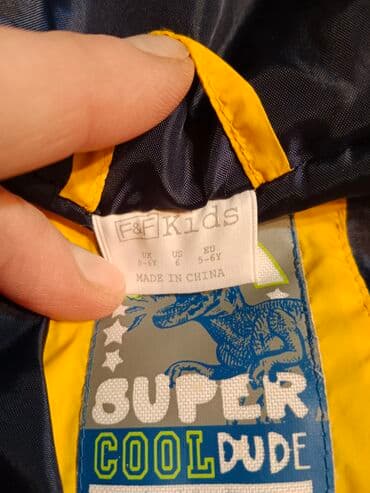 F&F Kids
UK US EU
5-6Y 6 5-6Y
MADE IN CHINA
SUPER
COOL DUDE